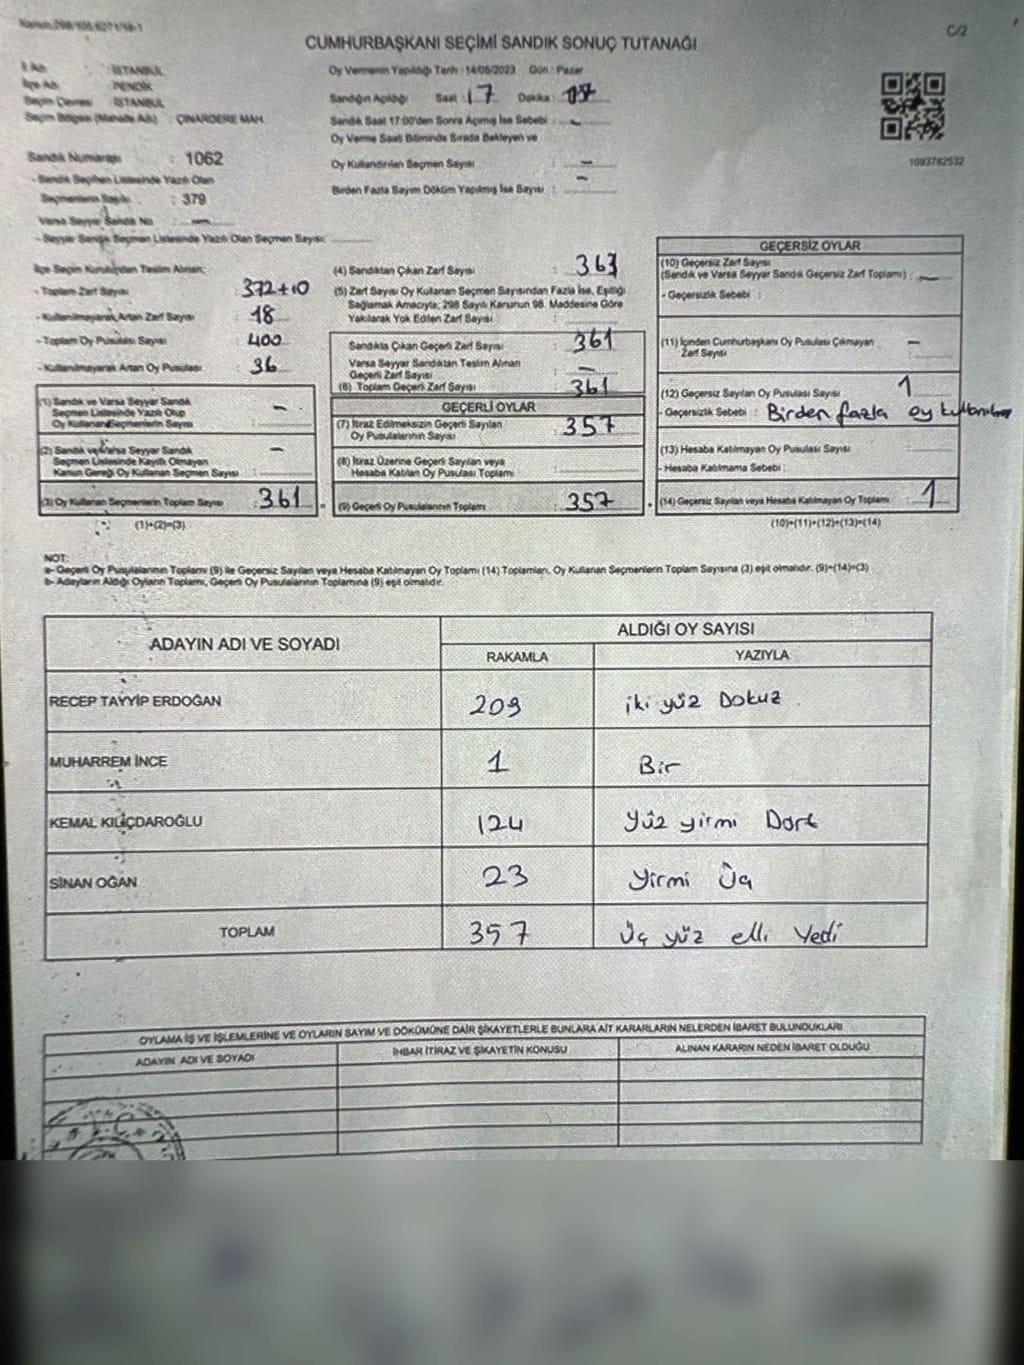 Kanun:298/105,6271/18-1
C/2
CUMHURBAŞKANI SEÇİMİ SANDIK SONUÇ TUTANAĞI
İl Adı : İSTANBUL
İlçe Adı : PENDİK
Seçim Çevresi : İSTANBUL
Seçim Bölgesi (Mahalle Adı) : ÇINARDERE MAH.
Sandık Numarası : 1062
- Sandık Seçmen Listesinde Yazılı Olan
Seçmenlerin Sayısı : 379
Varsa Seyyar Sandık No : —
- Seyyar Sandık Seçmen Listesinde Yazılı Olan Seçmen Sayısı:
Oy Vermenin Yapıldığı Tarih : 14/05/2023 Gün : Pazar
Sandığın Açıldığı Saat : 17 Dakika : 07
Sandık Saat 17:00'den Sonra Açılmış İse Sebebi : —
Oy Verme Saati Bitiminde Sırada Bekleyen ve
Oy Kullandırılan Seçmen Sayısı : —
Birden Fazla Sayım Döküm Yapılmış İse Sayısı : —
1093782532
İlçe Seçim Kurulundan Teslim Alınan;
- Toplam Zarf Sayısı : 372+10
- Kullanılmayarak Artan Zarf Sayısı : 18
- Toplam Oy Pusulası Sayısı : 400
- Kullanılmayarak Artan Oy Pusulası : 36
(1) Sandık ve Varsa Seyyar Sandık
Seçmen Listesinde Yazılı Olup
Oy Kullanan Seçmenlerin Sayısı : —
(2) Sandık ve Varsa Seyyar Sandık
Seçmen Listesinde Kayıtlı Olmayan
Kanun Gereği Oy Kullanan Seçmen Sayısı : —
(3) Oy Kullanan Seçmenlerin Toplam Sayısı : 361
(1)+(2)=(3)
(4) Sandıktan Çıkan Zarf Sayısı : 361
(5) Zarf Sayısı Oy Kullanan Seçmen Sayısından Fazla İse, Eşitliği
Sağlamak Amacıyla; 298 Sayılı Kanunun 98. Maddesine Göre
Yakılarak Yok Edilen Zarf Sayısı :
Sandıkta Çıkan Geçerli Zarf Sayısı : 361
Varsa Seyyar Sandıktan Teslim Alınan
Geçerli Zarf Sayısı : —
(6) Toplam Geçerli Zarf Sayısı : 361
GEÇERLİ OYLAR
(7) İtiraz Edilmeksizin Geçerli Sayılan
Oy Pusulalarının Sayısı : 357
(8) İtiraz Üzerine Geçerli Sayılan veya
Hesaba Katılan Oy Pusulası Toplamı :
(9) Geçerli Oy Pusulalarının Toplamı : 357
GEÇERSİZ OYLAR
(10) Geçersiz Zarf Sayısı
(Sandık ve Varsa Seyyar Sandık Geçersiz Zarf Toplamı) : —
- Geçersizlik Sebebi :
(11) İçinden Cumhurbaşkanı Oy Pusulası Çıkmayan
Zarf Sayısı : —
(12) Geçersiz Sayılan Oy Pusulası Sayısı : 1
- Geçersizlik Sebebi : Birden fazla oy
(13) Hesaba Katılmayan Oy Pusulası Sayısı :
- Hesaba Katılmama Sebebi :
(14) Geçersiz Sayılan veya Hesaba Katılmayan Oy Toplamı : 1
(10)+(11)+(12)+(13)=(14)
NOT:
a- Geçerli Oy Pusulalarının Toplamı (9) ile Geçersiz Sayılan veya Hesaba Katılmayan Oy Toplamı (14) Toplamları, Oy Kullanan Seçmenlerin Toplam Sayısına (3) eşit olmalıdır. (9)+(14)=(3)
b- Adayların Aldığı Oyların Toplamı, Geçerli Oy Pusulalarının Toplamına (9) eşit olmalıdır.
ADAYIN ADI VE SOYADI
ALDIĞI OY SAYISI
RAKAMLA YAZIYLA
RECEP TAYYİP ERDOĞAN 209 iki yüz Dokuz
MUHARREM İNCE 1 Bir
KEMAL KILIÇDAROĞLU 124 Yüz yirmi Dört
SİNAN OĞAN 23 Yirmi Üç
TOPLAM 357 Üç yüz elli Yedi
OYLAMA İŞ VE İŞLEMLERİNE VE OYLARIN SAYIM VE DÖKÜMÜNE DAİR ŞİKAYETLERLE BUNLARA AİT KARARLARIN NELERDEN İBARET BULUNDUKLARI
ADAYIN ADI VE SOYADI İHBAR İTİRAZ VE ŞİKAYETİN KONUSU ALINAN KARARIN NEDEN İBARET OLDUĞU